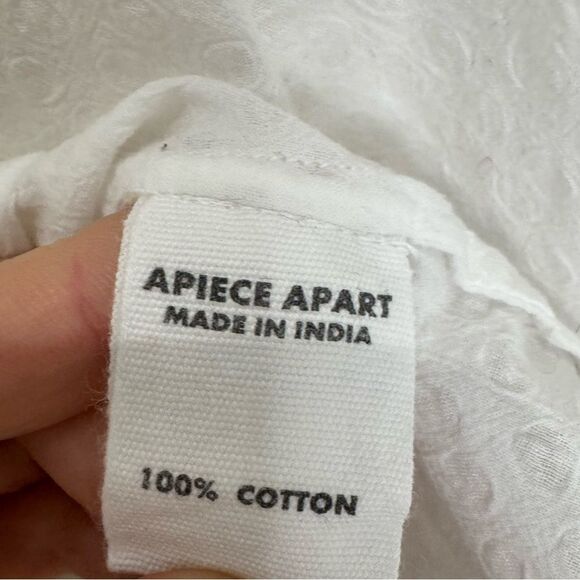 APIECE APART
MADE IN INDIA
100% COTTON